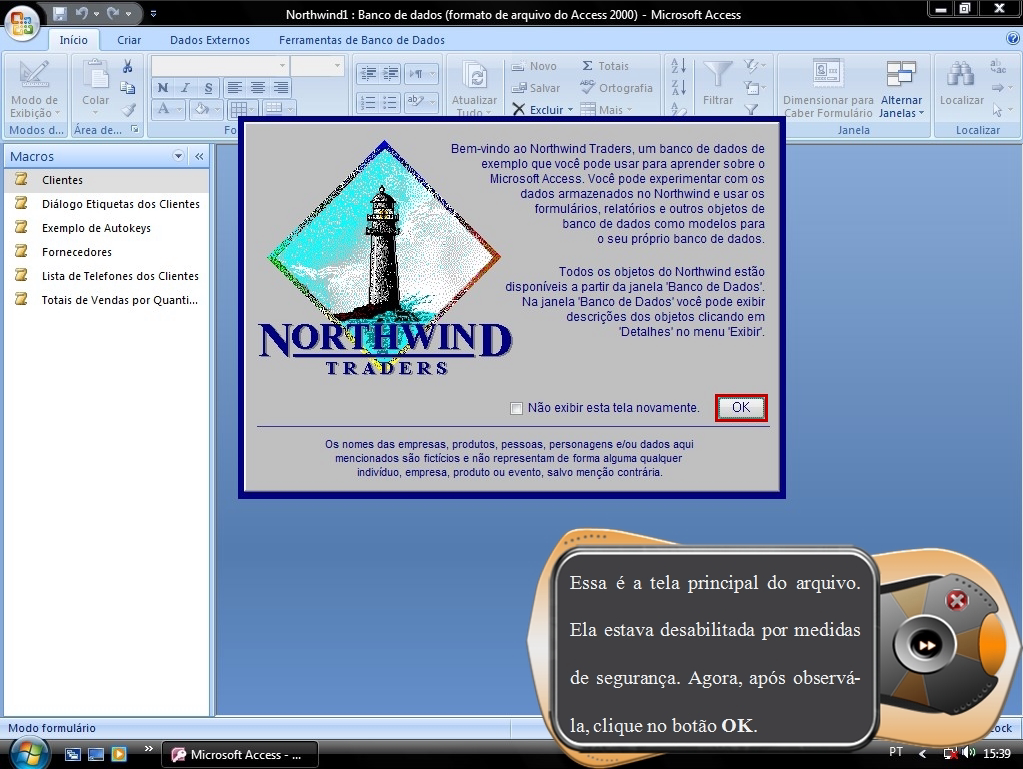 Northwind1 : Banco de dados (formato de arquivo do Access 2000) - Microsoft Access
Início Criar Dados Externos Ferramentas de Banco de Dados
Modo de
Exibição
Modos d...
Colar
Área de...
N I S
A
Fo
ab
Atualizar
Tudo
Novo
Salvar
Excluir
Totais
Ortografia
Mais
Filtrar
Dimensionar para
Caber Formulário
Alternar
Janelas
Janela
Localizar
Localizar
Macros
Clientes
Diálogo Etiquetas dos Clientes
Exemplo de Autokeys
Fornecedores
Lista de Telefones dos Clientes
Totais de Vendas por Quanti...
Bem-vindo ao Northwind Traders, um banco de dados de
exemplo que você pode usar para aprender sobre o
Microsoft Access. Você pode experimentar com os
dados armazenados no Northwind e usar os
formulários, relatórios e outros objetos de
banco de dados como modelos para
o seu próprio banco de dados.
Todos os objetos do Northwind estão
disponíveis a partir da janela 'Banco de Dados'.
Na janela 'Banco de Dados' você pode exibir
descrições dos objetos clicando em
'Detalhes' no menu 'Exibir'.
NORTHWIND
TRADERS
Não exibir esta tela novamente.
OK
Os nomes das empresas, produtos, pessoas, personagens e/ou dados aqui
mencionados são fictícios e não representam de forma alguma qualquer
indivíduo, empresa, produto ou evento, salvo menção contrária.
Essa é a tela principal do arquivo.
Ela estava desabilitada por medidas
de segurança. Agora, após observá-
la, clique no botão OK.
Modo formulário
ock
Microsoft Access - ...
PT
15:39